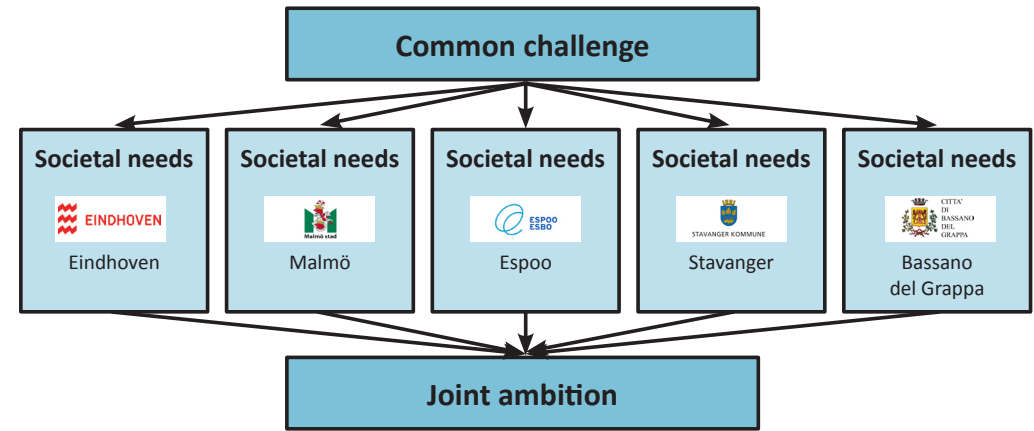 Common challenge
Societal needs
EINDHOVEN
Eindhoven
Societal needs
Malmö stad
Malmö
Societal needs
ESPOO
ESBO
Espoo
Societal needs
STAVANGER KOMMUNE
Stavanger
Societal needs
CITTA'
DI
BASSANO
DEL
GRAPPA
Bassano
del Grappa
Joint ambition